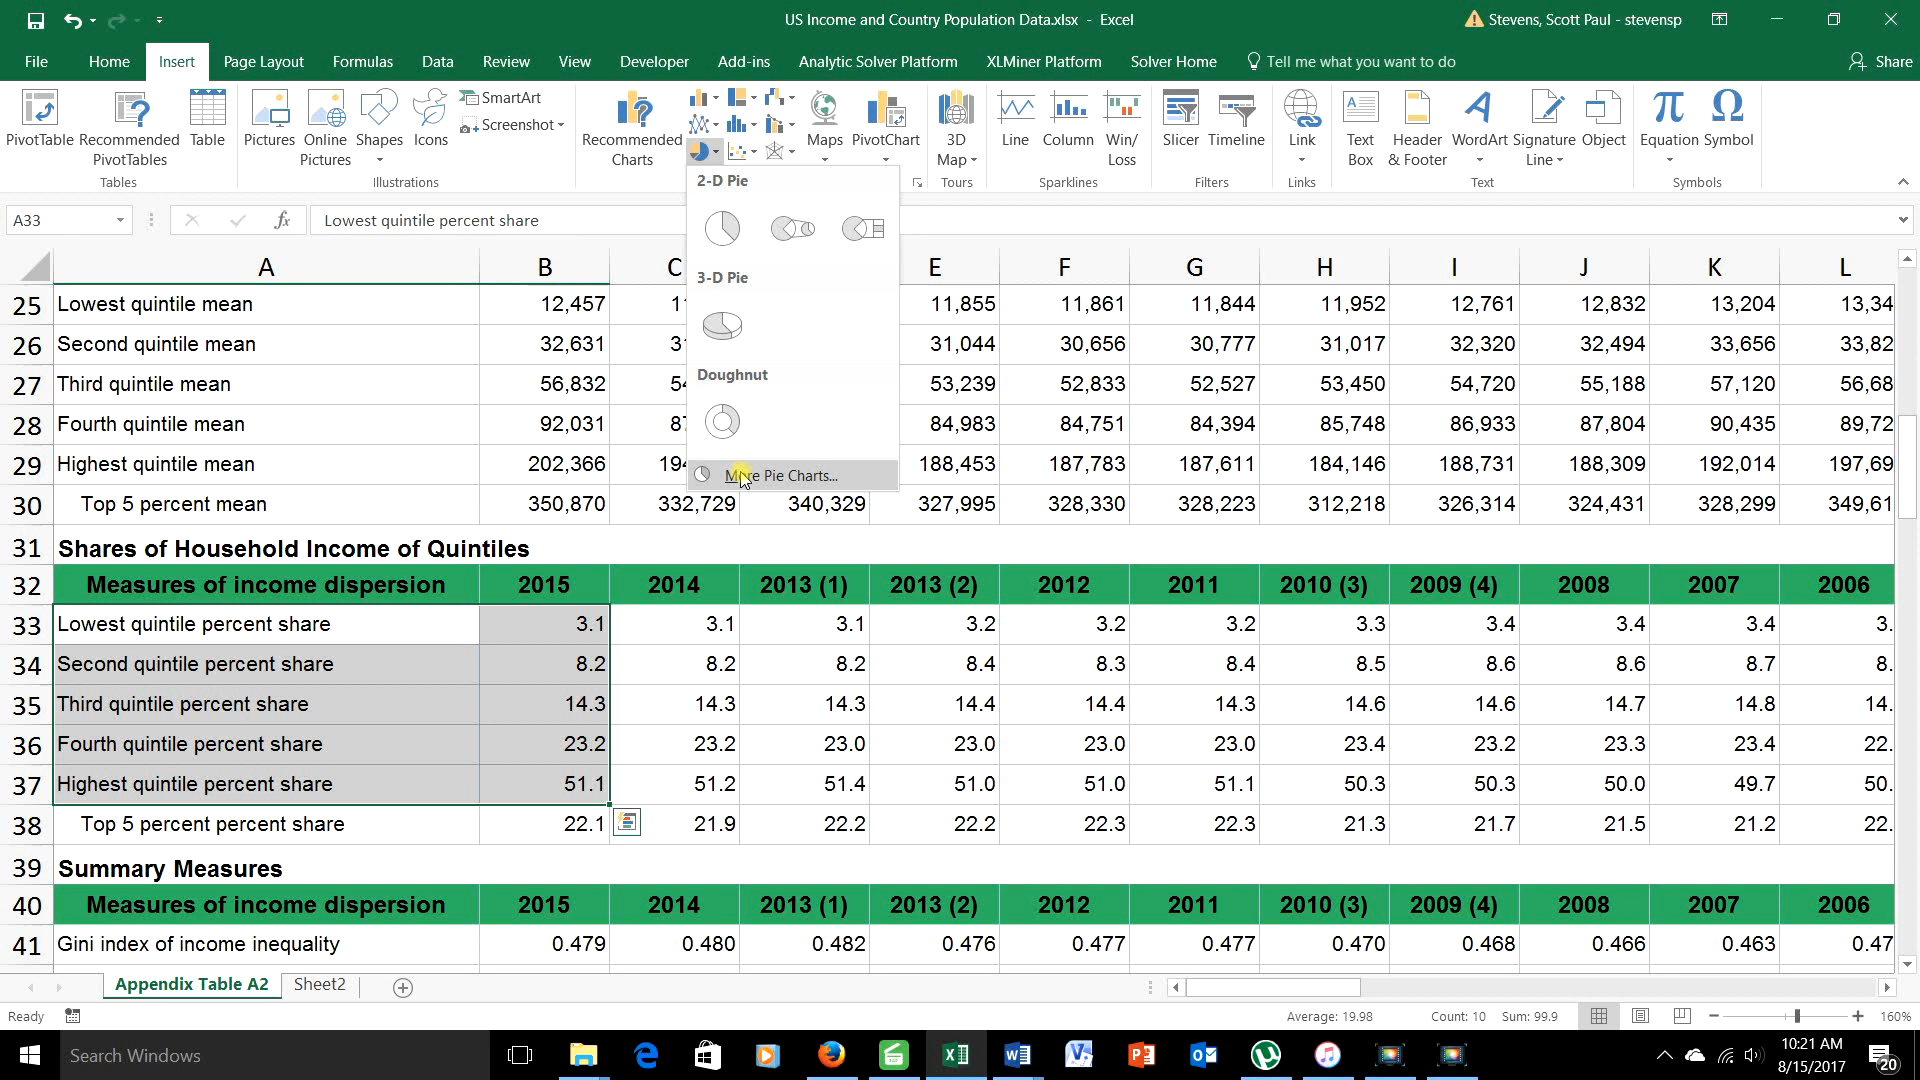 US Income and Country Population Data.xlsx - Excel
Stevens, Scott Paul - stevensp
File Home Insert Page Layout Formulas Data Review View Developer Add-ins Analytic Solver Platform XLMiner Platform Solver Home Tell me what you want to do Share
PivotTable Recommended PivotTables Table
Tables
Pictures Online Pictures Shapes Icons SmartArt Screenshot
Illustrations
Recommended Charts
Maps PivotChart
3D Map
Tours
Line Column Win/ Loss
Sparklines
Slicer Timeline
Filters
Link
Links
Text Box Header & Footer WordArt Signature Line Object
Text
Equation Symbol
Symbols
A33 fx Lowest quintile percent share
2-D Pie
3-D Pie
Doughnut
More Pie Charts...
A B C E F G H I J K L
25 Lowest quintile mean 12,457 11 11,855 11,861 11,844 11,952 12,761 12,832 13,204 13,34
26 Second quintile mean 32,631 31 31,044 30,656 30,777 31,017 32,320 32,494 33,656 33,82
27 Third quintile mean 56,832 54 53,239 52,833 52,527 53,450 54,720 55,188 57,120 56,68
28 Fourth quintile mean 92,031 87 84,983 84,751 84,394 85,748 86,933 87,804 90,435 89,72
29 Highest quintile mean 202,366 194 188,453 187,783 187,611 184,146 188,731 188,309 192,014 197,69
30 Top 5 percent mean 350,870 332,729 340,329 327,995 328,330 328,223 312,218 326,314 324,431 328,299 349,61
31 Shares of Household Income of Quintiles
32 Measures of income dispersion 2015 2014 2013 (1) 2013 (2) 2012 2011 2010 (3) 2009 (4) 2008 2007 2006
33 Lowest quintile percent share 3.1 3.1 3.1 3.2 3.2 3.2 3.3 3.4 3.4 3.4 3.
34 Second quintile percent share 8.2 8.2 8.2 8.4 8.3 8.4 8.5 8.6 8.6 8.7 8.
35 Third quintile percent share 14.3 14.3 14.3 14.4 14.4 14.3 14.6 14.6 14.7 14.8 14.
36 Fourth quintile percent share 23.2 23.2 23.0 23.0 23.0 23.0 23.4 23.2 23.3 23.4 22.
37 Highest quintile percent share 51.1 51.2 51.4 51.0 51.0 51.1 50.3 50.3 50.0 49.7 50.
38 Top 5 percent percent share 22.1 21.9 22.2 22.2 22.3 22.3 21.3 21.7 21.5 21.2 22.
39 Summary Measures
40 Measures of income dispersion 2015 2014 2013 (1) 2013 (2) 2012 2011 2010 (3) 2009 (4) 2008 2007 2006
41 Gini index of income inequality 0.479 0.480 0.482 0.476 0.477 0.477 0.470 0.468 0.466 0.463 0.47
Appendix Table A2 Sheet2
Ready Average: 19.98 Count: 10 Sum: 99.9 160%
Search Windows
10:21 AM
8/15/2017
20